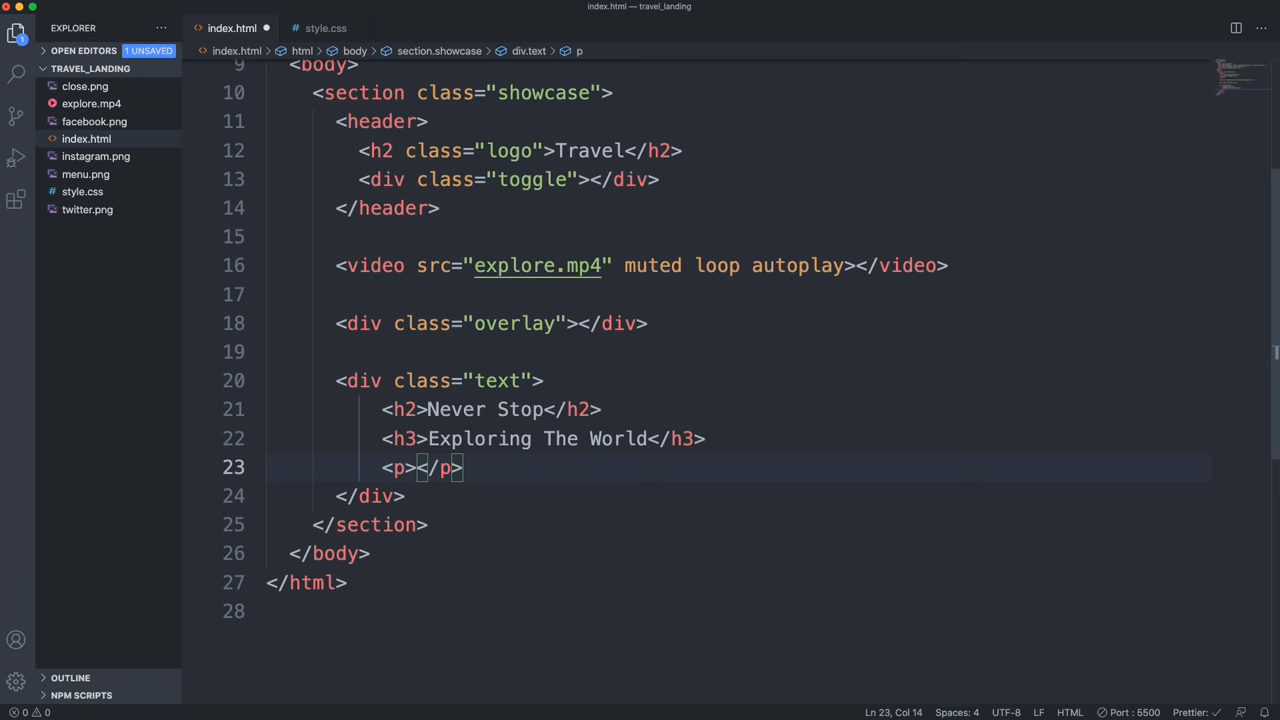 index.html — travel_landing
EXPLORER
index.html
style.css
OPEN EDITORS 1 UNSAVED
index.html > html > body > section.showcase > div.text > p
TRAVEL_LANDING
close.png
explore.mp4
facebook.png
index.html
instagram.png
menu.png
style.css
twitter.png
1
9 <body>
10 <section class="showcase">
11 <header>
12 <h2 class="logo">Travel</h2>
13 <div class="toggle"></div>
14 </header>
15
16 <video src="explore.mp4" muted loop autoplay></video>
17
18 <div class="overlay"></div>
19
20 <div class="text">
21 <h2>Never Stop</h2>
22 <h3>Exploring The World</h3>
23 <p></p>
24 </div>
25 </section>
26 </body>
27 </html>
28
OUTLINE
NPM SCRIPTS
0 0 Ln 23, Col 14 Spaces: 4 UTF-8 LF HTML Port : 5500 Prettier: ✓